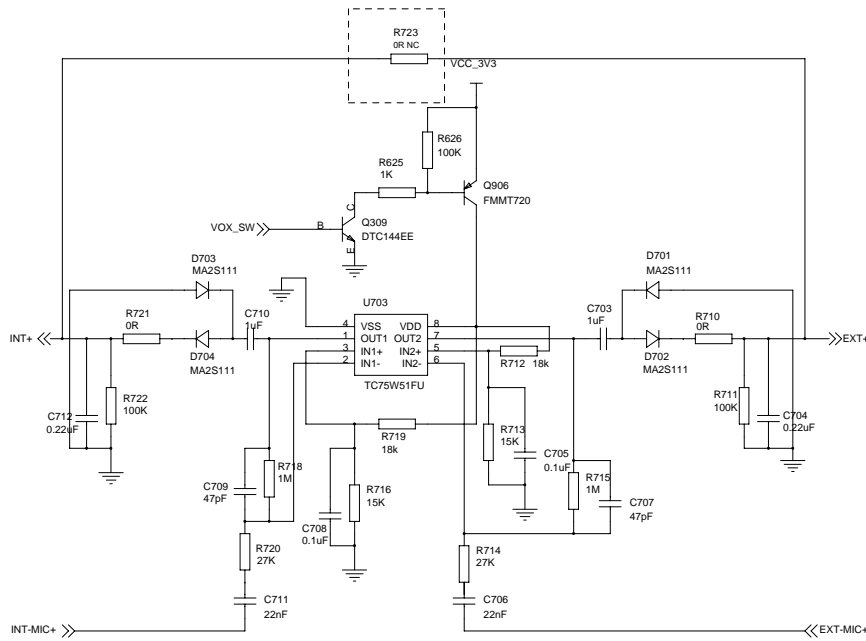 R723
0R NC
VCC_3V3
R626
100K
R625
1K
Q906
FMMT720
C
VOX_SW
B
Q309
DTC144EE
E
D703
MA2S111
D701
MA2S111
U703
R721
0R
C710
1uF
C703
1uF
R710
0R
4
VSS
VDD
8
INT+
1
OUT1
OUT2
7
EXT+
3
IN1+
IN2+
5
2
IN1-
IN2-
6
D704
MA2S111
R712
18k
D702
MA2S111
TC75W51FU
R722
100K
C712
0.22uF
R711
100K
C704
0.22uF
R719
18k
R713
15K
C705
0.1uF
R718
1M
C709
47pF
R716
15K
R715
1M
C707
47pF
C708
0.1uF
R720
27K
R714
27K
C711
22nF
C706
22nF
INT-MIC+
EXT-MIC+